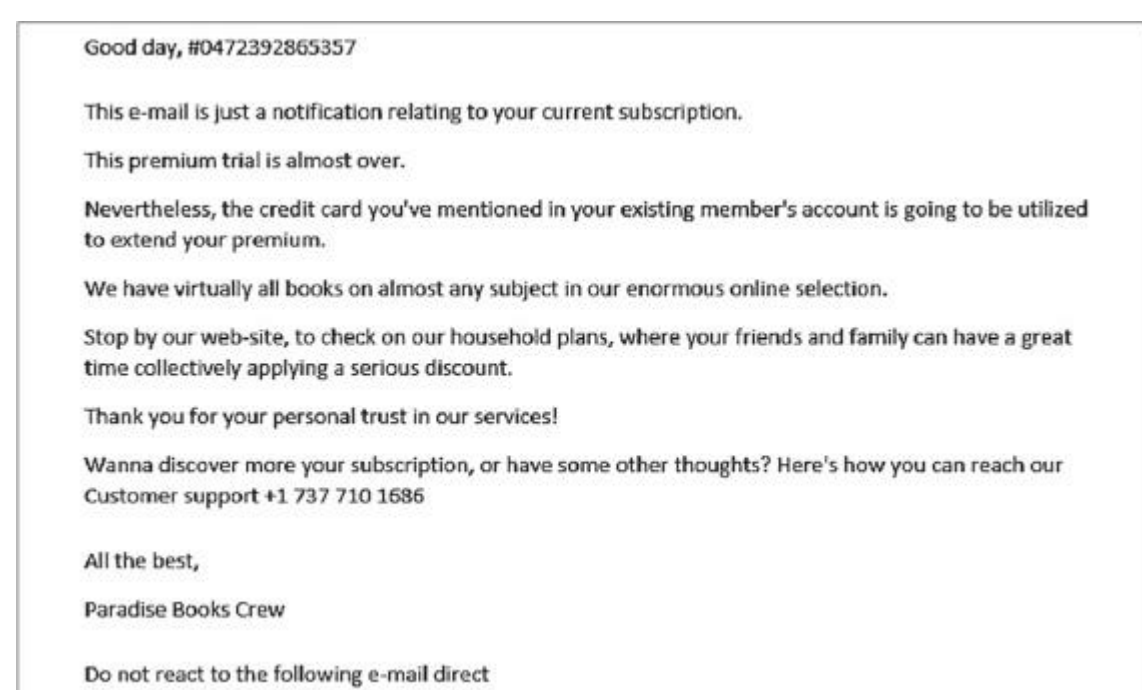 Good day, #0472392865357
This e-mail is just a notification relating to your current subscription.
This premium trial is almost over.
Nevertheless, the credit card you've mentioned in your existing member's account is going to be utilized
to extend your premium.
We have virtually all books on almost any subject in our enormous online selection.
Stop by our web-site, to check on our household plans, where your friends and family can have a great
time collectively applying a serious discount.
Thank you for your personal trust in our services!
Wanna discover more your subscription, or have some other thoughts? Here's how you can reach our
Customer support +1 737 710 1686
All the best,
Paradise Books Crew
Do not react to the following e-mail direct